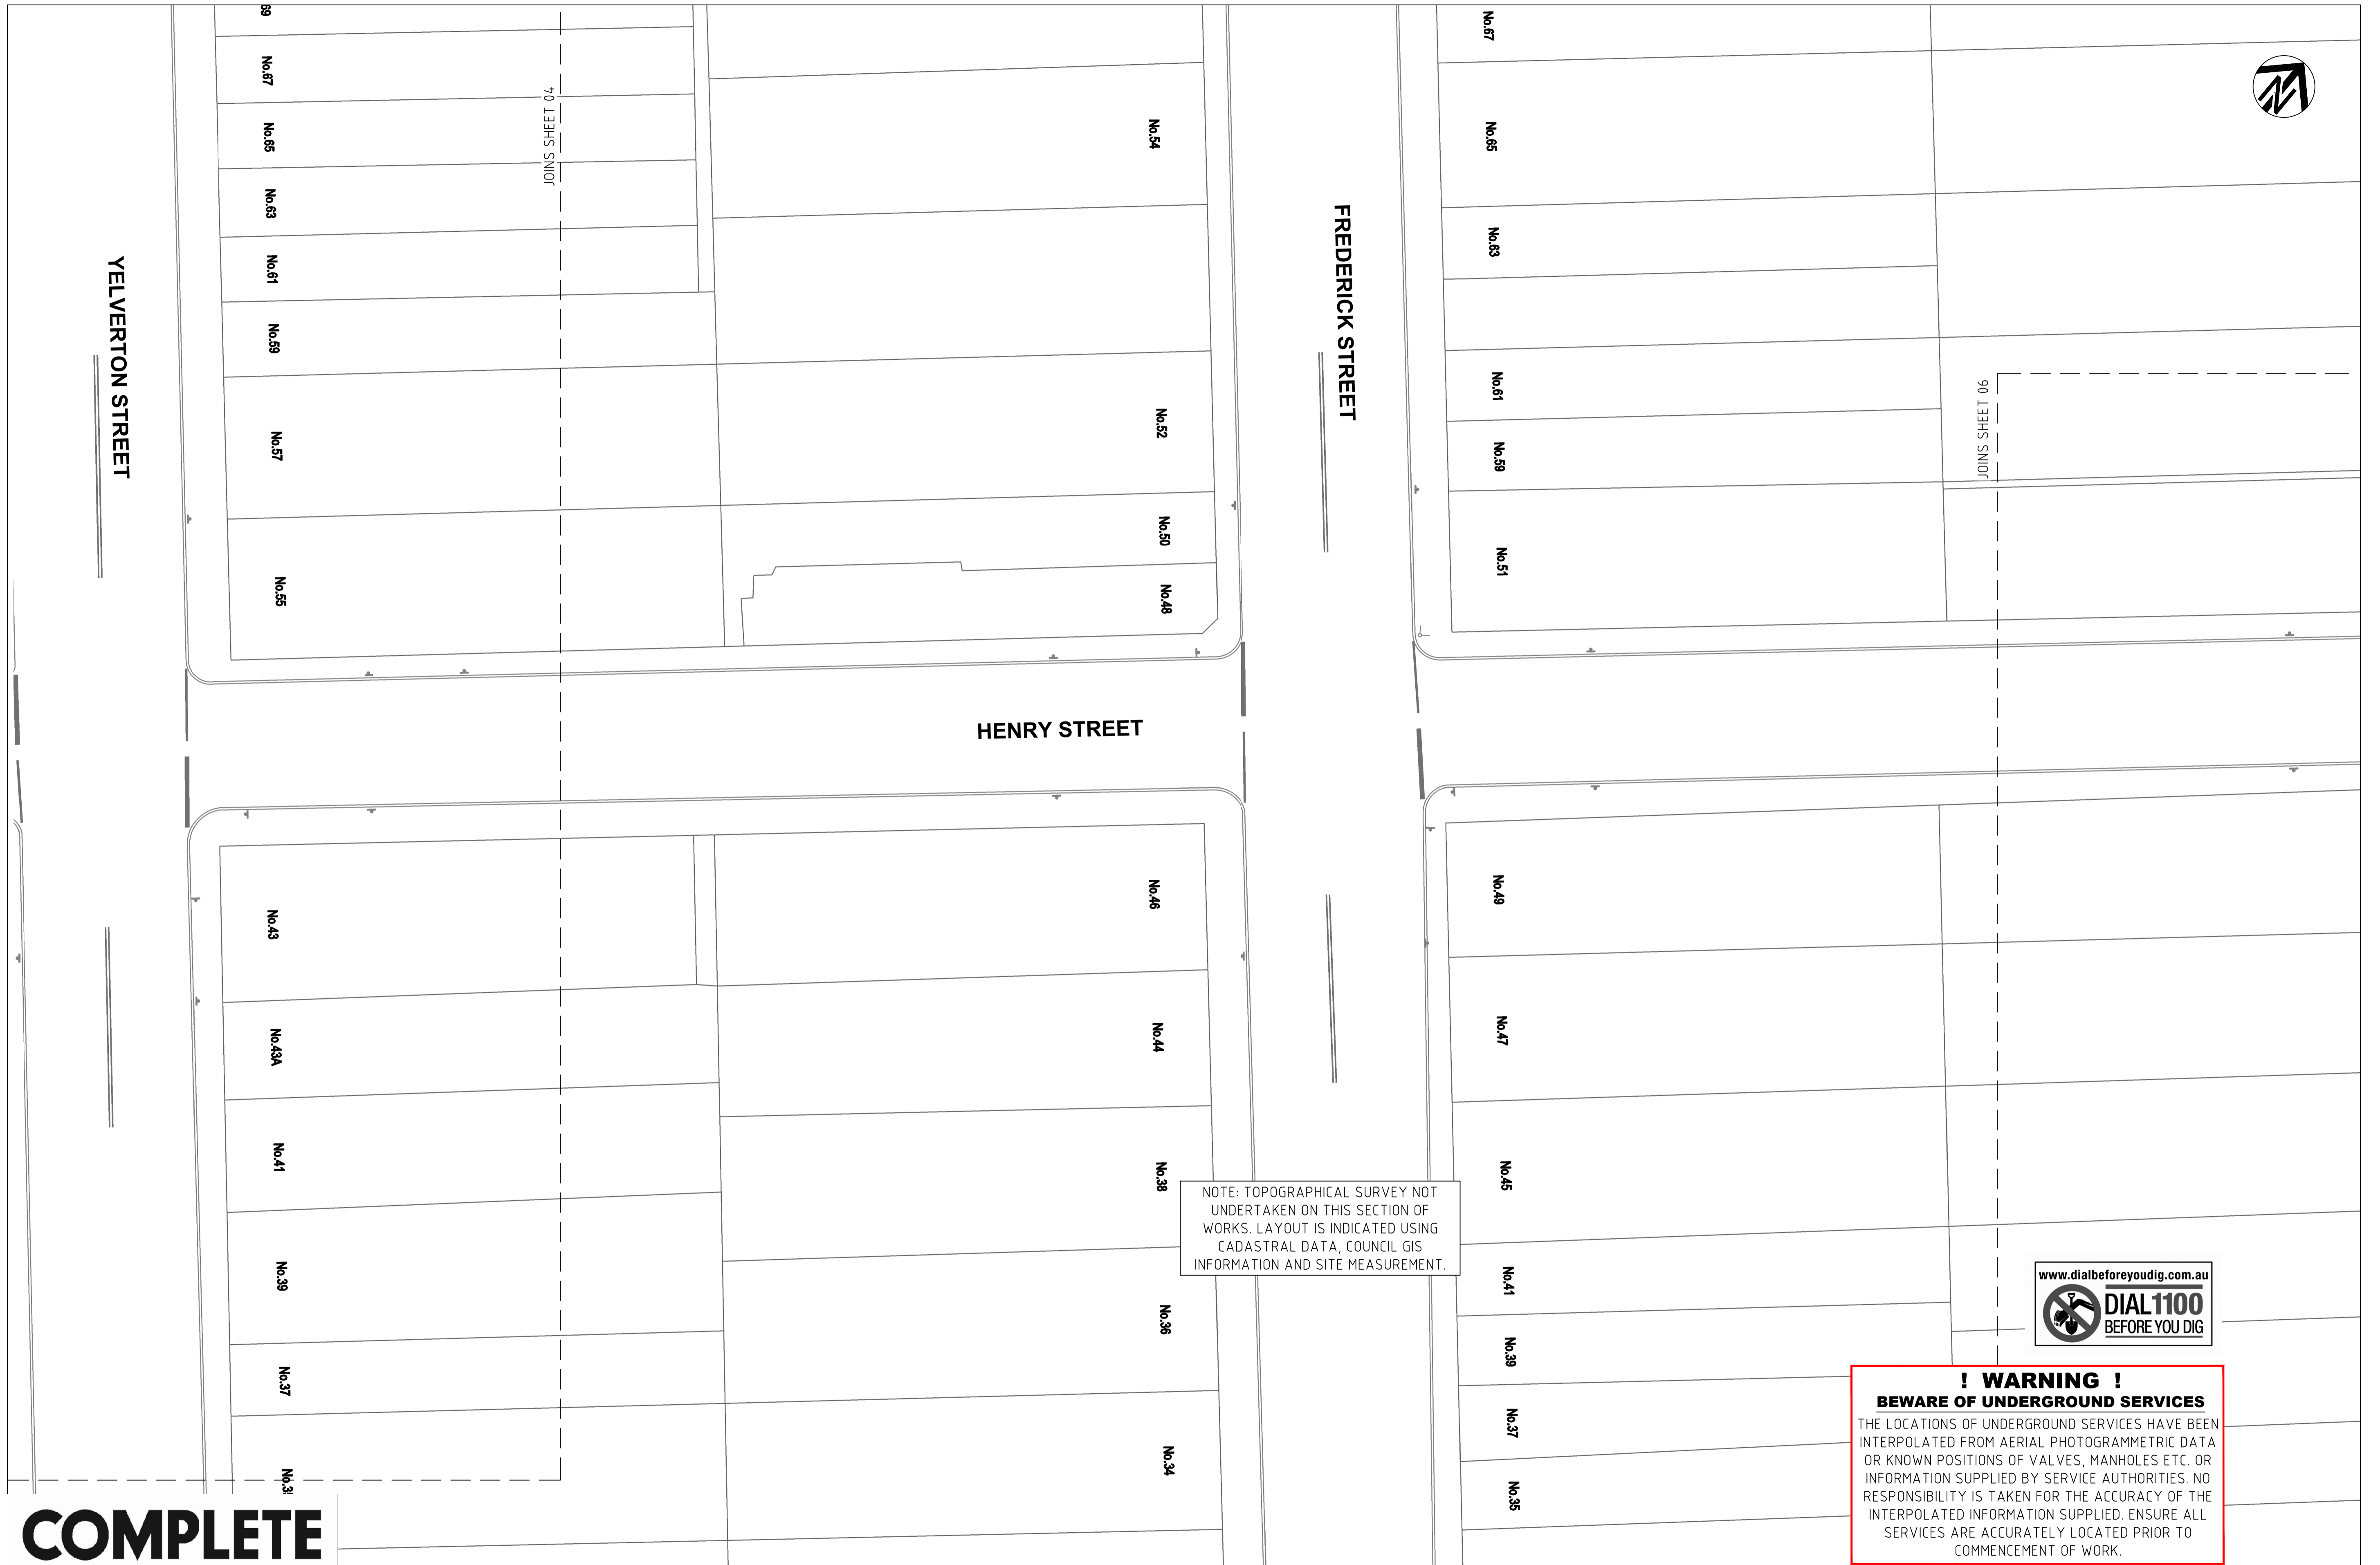 69
No.67
No.65
No.63
No.61
No.59
No.57
No.55
YELVERTON STREET
JOINS SHEET 04
No.54
No.52
No.50
No.48
FREDERICK STREET
No.67
No.65
No.63
No.61
No.59
No.51
JOINS SHEET 06
N
HENRY STREET
No.43
No.43A
No.41
No.39
No.37
No.46
No.44
No.38
No.36
No.34
No.49
No.47
No.45
No.41
No.39
No.37
No.35
NOTE: TOPOGRAPHICAL SURVEY NOT
UNDERTAKEN ON THIS SECTION OF
WORKS. LAYOUT IS INDICATED USING
CADASTRAL DATA, COUNCIL GIS
INFORMATION AND SITE MEASUREMENT.
www.dialbeforeyoudig.com.au
DIAL1100
BEFORE YOU DIG
! WARNING !
BEWARE OF UNDERGROUND SERVICES
THE LOCATIONS OF UNDERGROUND SERVICES HAVE BEEN
INTERPOLATED FROM AERIAL PHOTOGRAMMETRIC DATA
OR KNOWN POSITIONS OF VALVES, MANHOLES ETC. OR
INFORMATION SUPPLIED BY SERVICE AUTHORITIES. NO
RESPONSIBILITY IS TAKEN FOR THE ACCURACY OF THE
INTERPOLATED INFORMATION SUPPLIED. ENSURE ALL
SERVICES ARE ACCURATELY LOCATED PRIOR TO
COMMENCEMENT OF WORK.
COMPLETE